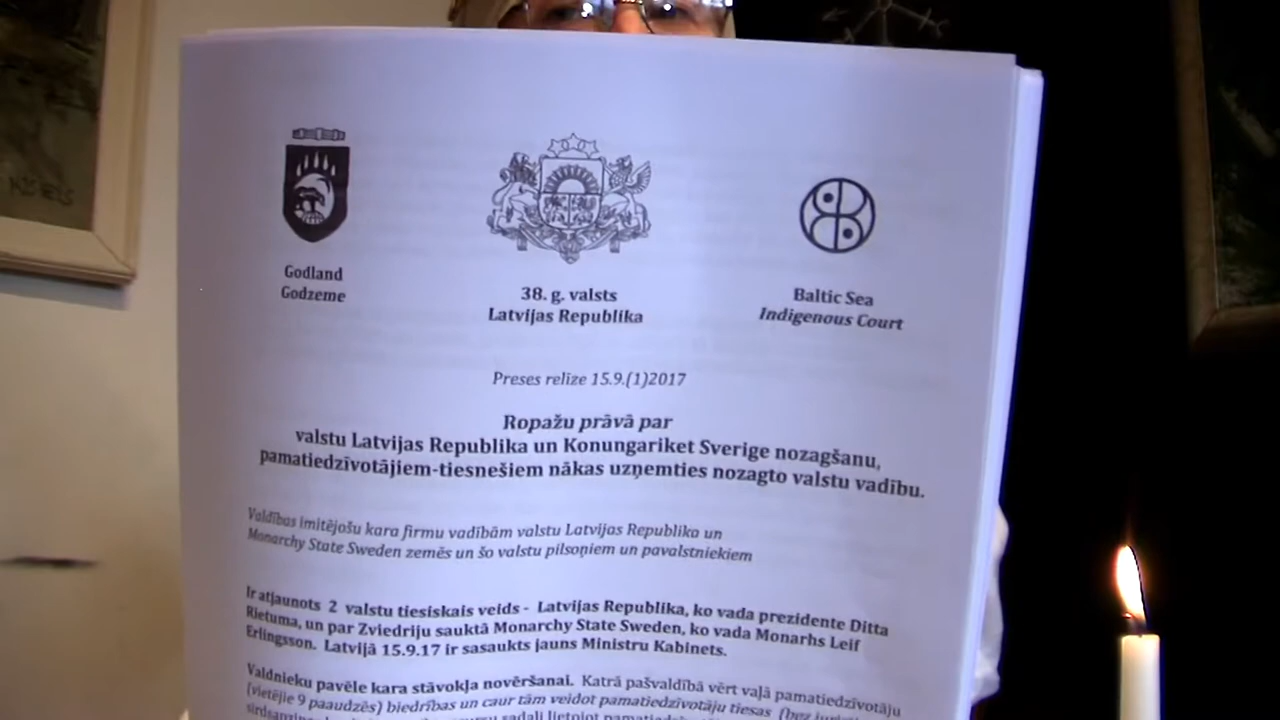 Godland
Godzeme
38. g. valsts
Latvijas Republika
Baltic Sea
Indigenous Court
Preses relīze 15.9.(1)2017
Ropažu prāvā par
valstu Latvijas Republika un Konungariket Sverige nozagšanu,
pamatiedzīvotājiem-tiesnešiem nākas uzņemties nozagto valstu vadību.
Valdības imitējošu kara firmu vadībām valstu Latvijas Republika un
Monarchy State Sweden zemēs un šo valstu pilsoņiem un pavalstniekiem
Ir atjaunots 2 valstu tiesiskais veids - Latvijas Republika, ko vada prezidente Ditta
Rietuma, un par Zviedriju sauktā Monarchy State Sweden, ko vada Monarhs Leif
Erlingsson. Latvijā 15.9.17 ir sasaukts jauns Ministru Kabinets.
Valdnieku pavēle kara stāvokļa novēršanai. Katrā pašvaldībā vērt vaļā pamatiedzīvotāju
(vietējie 9 paaudzēs) biedrības un caur tām veidot pamatiedzīvotāju tiesas (bez
sadali lietojot